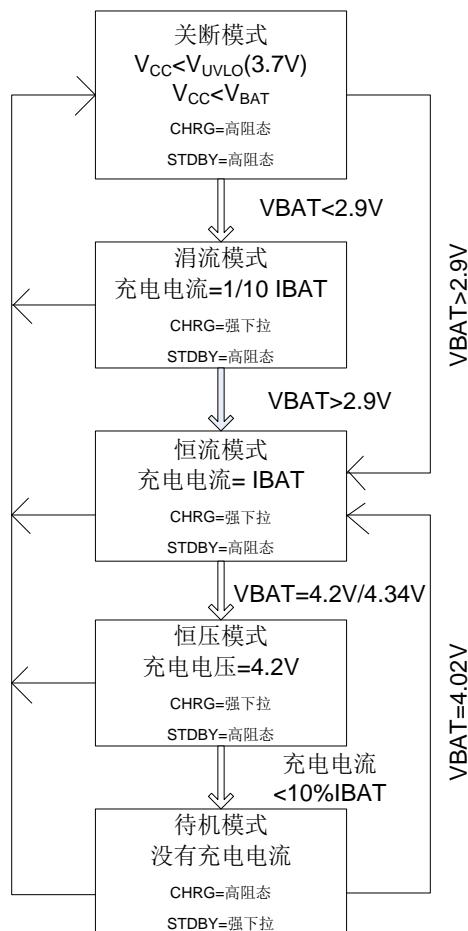 关断模式
V_CC<V_UVLO(3.7V)
V_CC<V_BAT
CHRG=高阻态
STDBY=高阻态
VBAT<2.9V
VBAT>2.9V
涓流模式
充电电流=1/10 IBAT
CHRG=强下拉
STDBY=高阻态
VBAT>2.9V
恒流模式
充电电流= IBAT
CHRG=强下拉
STDBY=高阻态
VBAT=4.2V/4.34V
恒压模式
充电电压=4.2V
CHRG=强下拉
STDBY=高阻态
VBAT=4.02V
充电电流
<10%IBAT
待机模式
没有充电电流
CHRG=高阻态
STDBY=强下拉